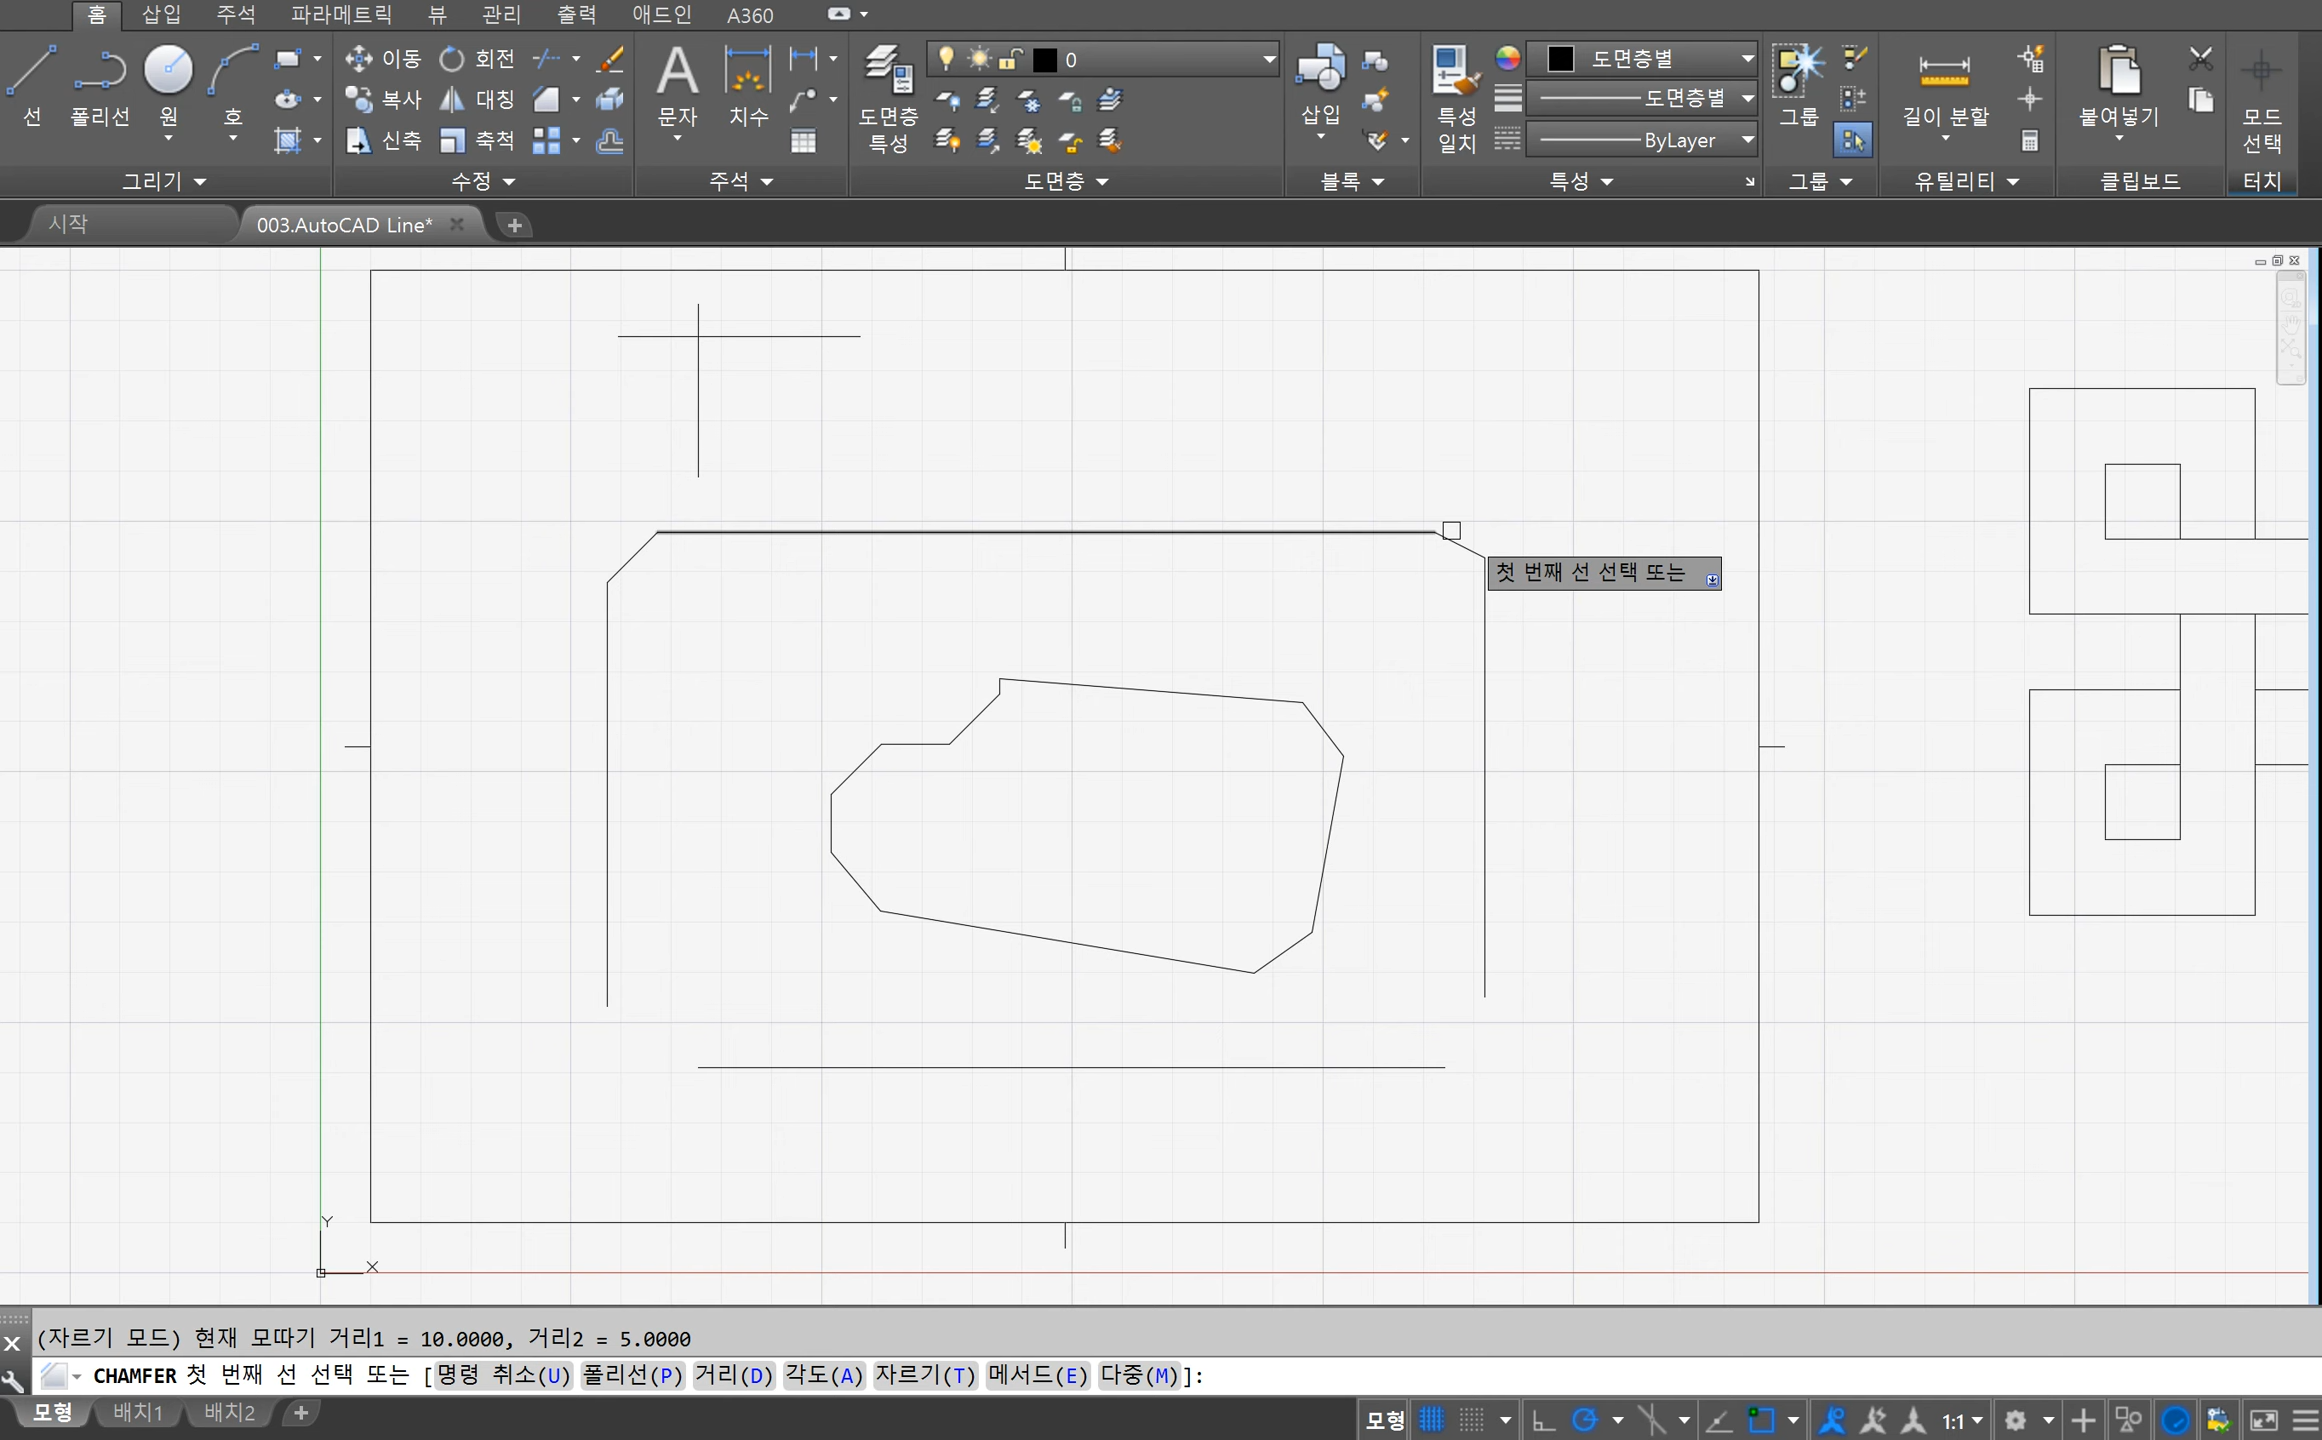 홈 삽입 주석 파라메트릭 뷰 관리 출력 애드인 A360
선 폴리선 원 호
이동 회전
복사 대칭
신축 축척
문자 치수
도면층 특성
0
삽입
특성 일치
도면층별
도면층별
ByLayer
그룹
길이 분할
붙여넣기
모드 선택
그리기 수정 주석 도면층 블록 특성 그룹 유틸리티 클립보드 터치
시작 003.AutoCAD Line*
첫 번째 선 선택 또는
Y
X
(자르기 모드) 현재 모따기 거리1 = 10.0000, 거리2 = 5.0000
CHAMFER 첫 번째 선 선택 또는 [명령 취소(U) 폴리선(P) 거리(D) 각도(A) 자르기(T) 메서드(E) 다중(M)]:
모형 배치1 배치2
모형 1:1